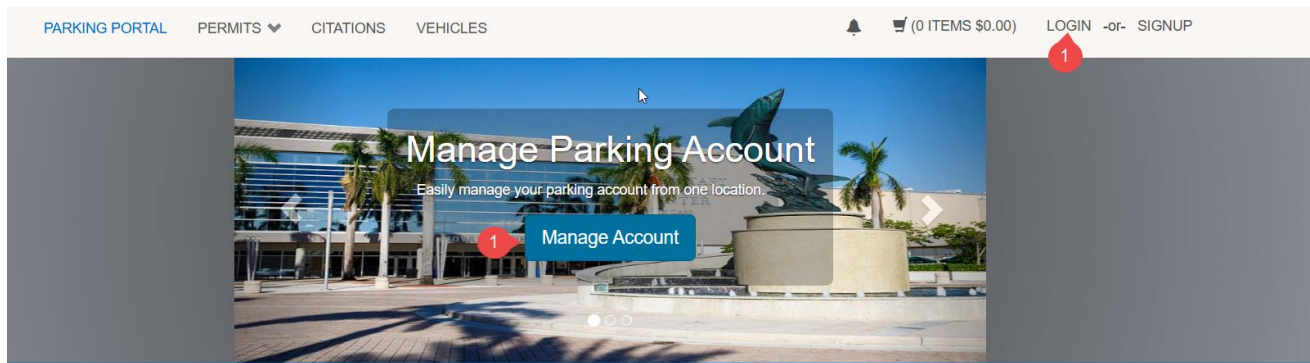 PARKING PORTAL PERMITS CITATIONS VEHICLES (0 ITEMS $0.00) LOGIN -or- SIGNUP
1
Manage Parking Account
Easily manage your parking account from one location.
1 Manage Account